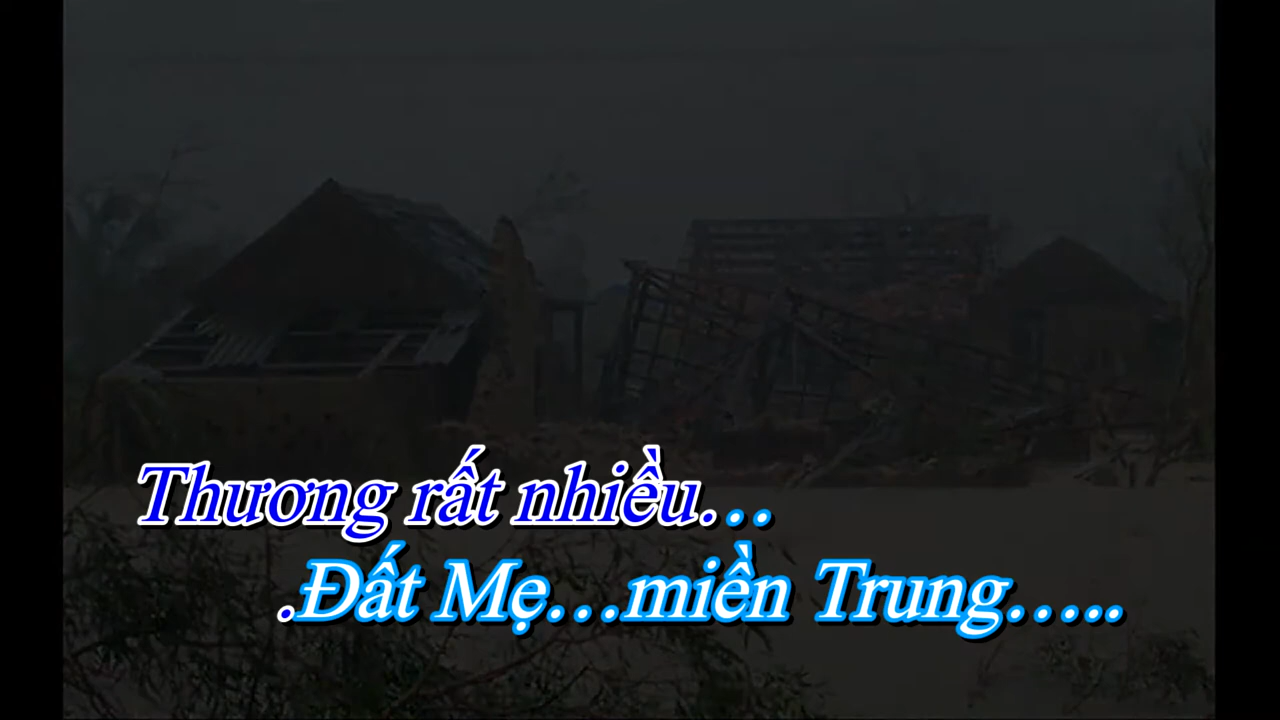 Thương rất nhiều...
.Đất Mẹ...miền Trung.....